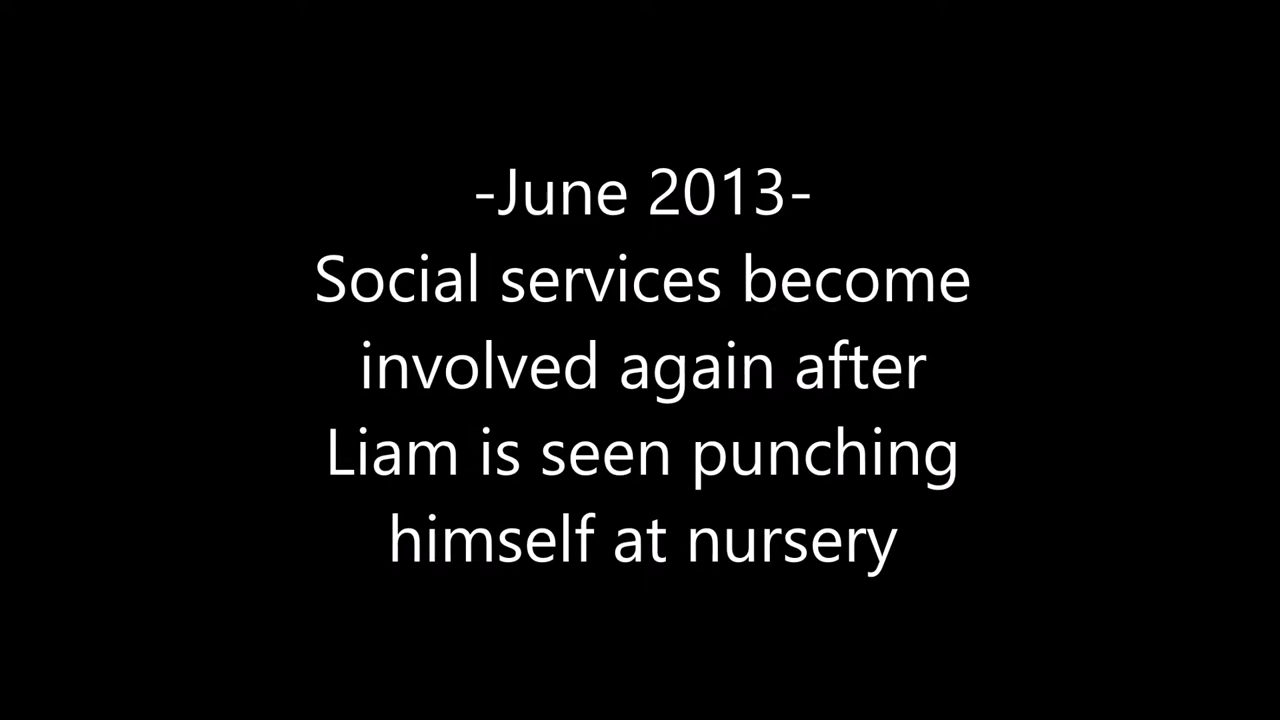 -June 2013-
Social services become
involved again after
Liam is seen punching
himself at nursery